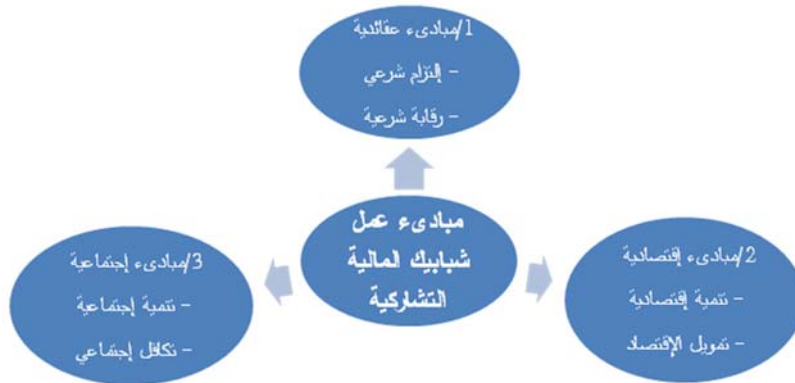 1/مبادىء عقائدية
- إلتزام شرعي
- رقابة شرعية
مبادىء عمل
شبابيك المالية
التشاركية
2/مبادىء إقتصادية
- تنمية إقتصادية
- تمويل الإقتصاد
3/مبادىء إجتماعية
- تنمية إجتماعية
- تكافل إجتماعي